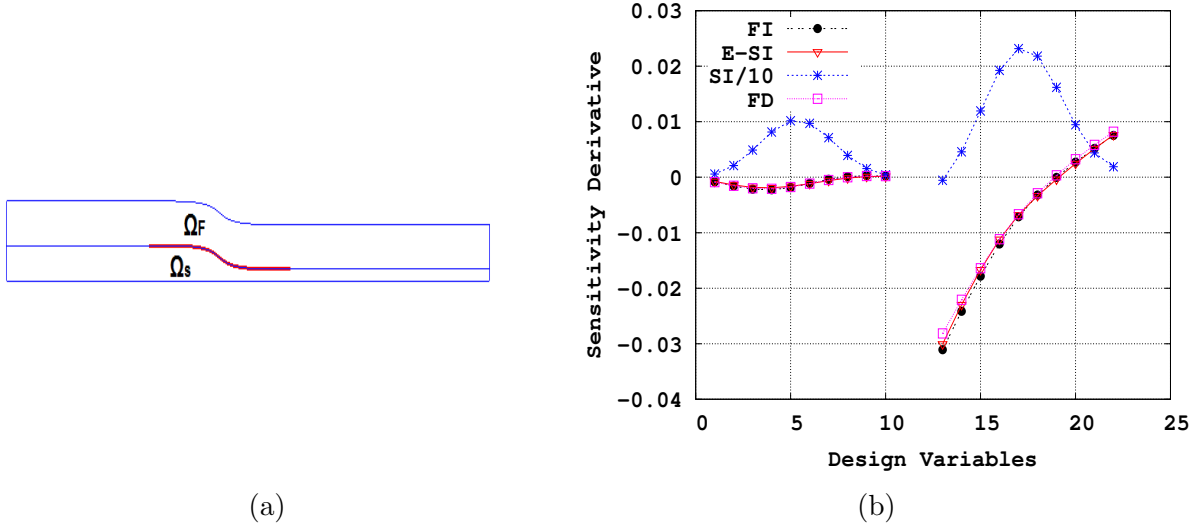 ΩF
Ωs
(a)
0.03
0.02
0.01
0
-0.01
-0.02
-0.03
-0.04
Sensitivity Derivative
FI
E-SI
SI/10
FD
0 5 10 15 20 25
Design Variables
(b)